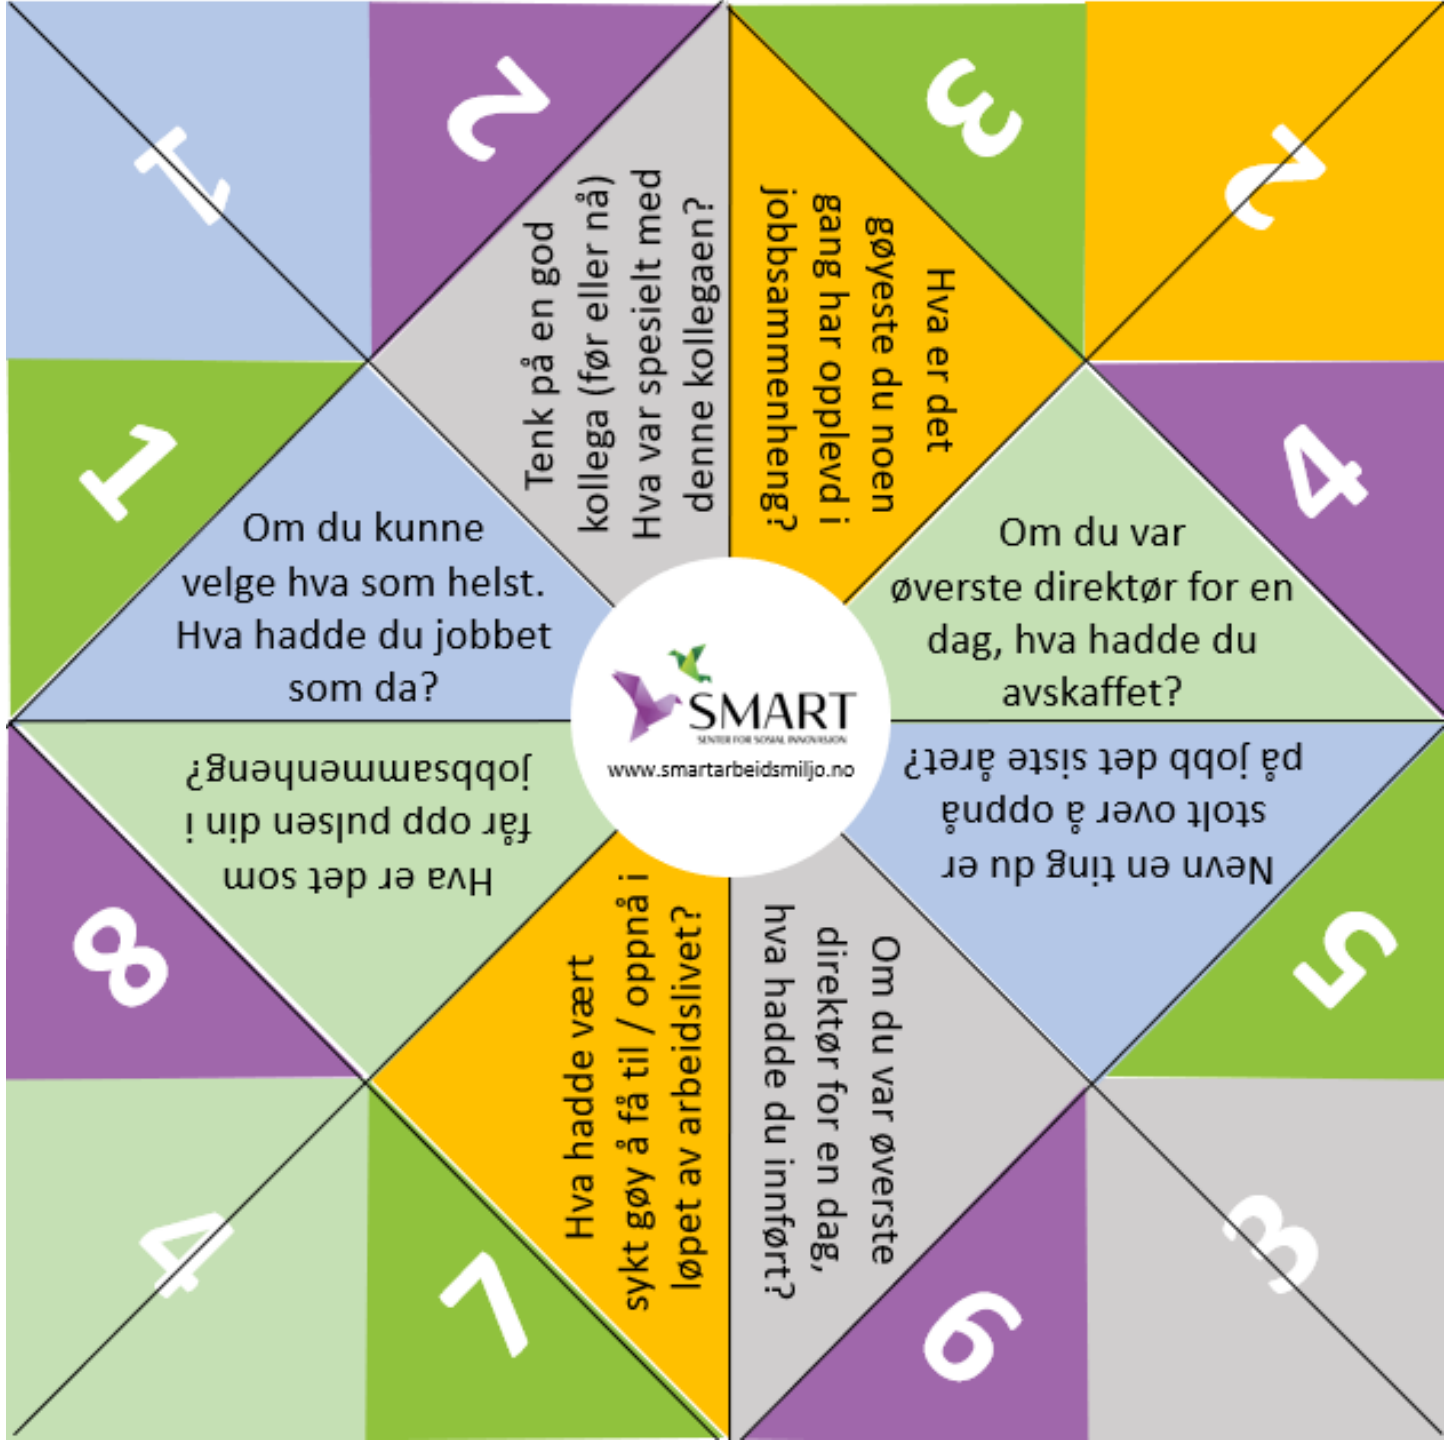 1
2
3
2
Tenk på en god
kollega (før eller nå)
Hva var spesielt med
denne kollegaen?
Hva er det
gøyeste du noen
gang har opplevd i
jobbsammenheng?
1
4
Om du kunne
velge hva som helst.
Hva hadde du jobbet
som da?
Om du var
øverste direktør for en
dag, hva hadde du
avskaffet?
SMART
SENTER FOR SOSIAL INNOVASJON
www.smartarbeidsmiljo.no
Hva er det som
får opp pulsen din i
jobbsammenheng?
Nevn en ting du er
stolt over å oppnå
på jobb det siste året?
8
5
Hva hadde vært
sykt gøy å få til / oppnå i
løpet av arbeidslivet?
Om du var øverste
direktør for en dag,
hva hadde du innført?
4
7
6
3